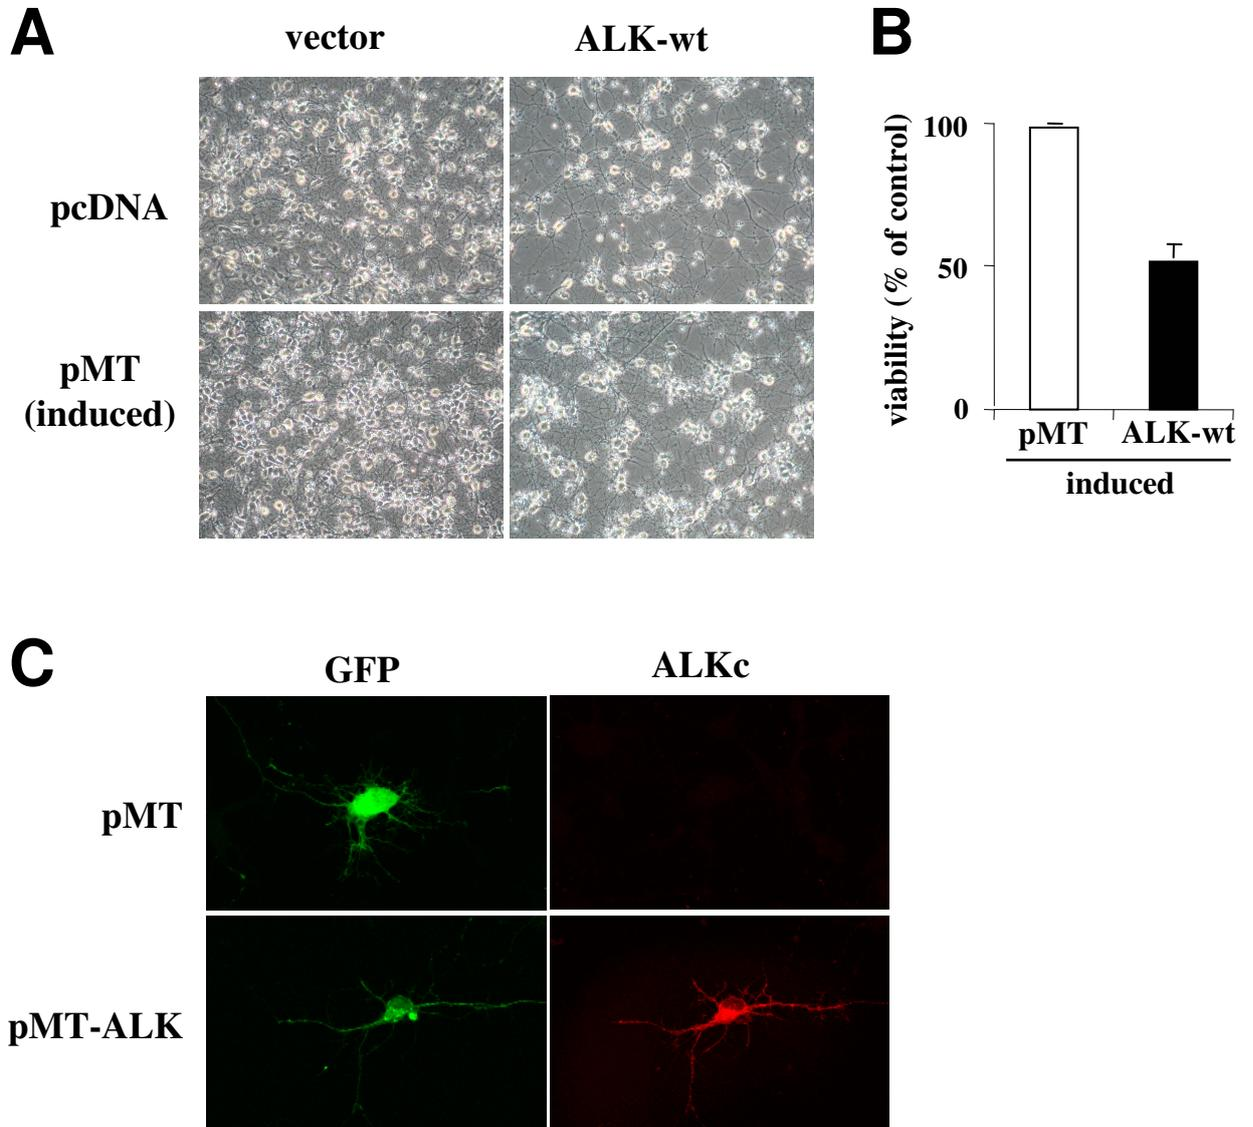 A
vector ALK-wt
pcDNA
pMT
(induced)
B
viability (% of control)
100
50
0
pMT ALK-wt
induced
C
GFP ALKc
pMT
pMT-ALK